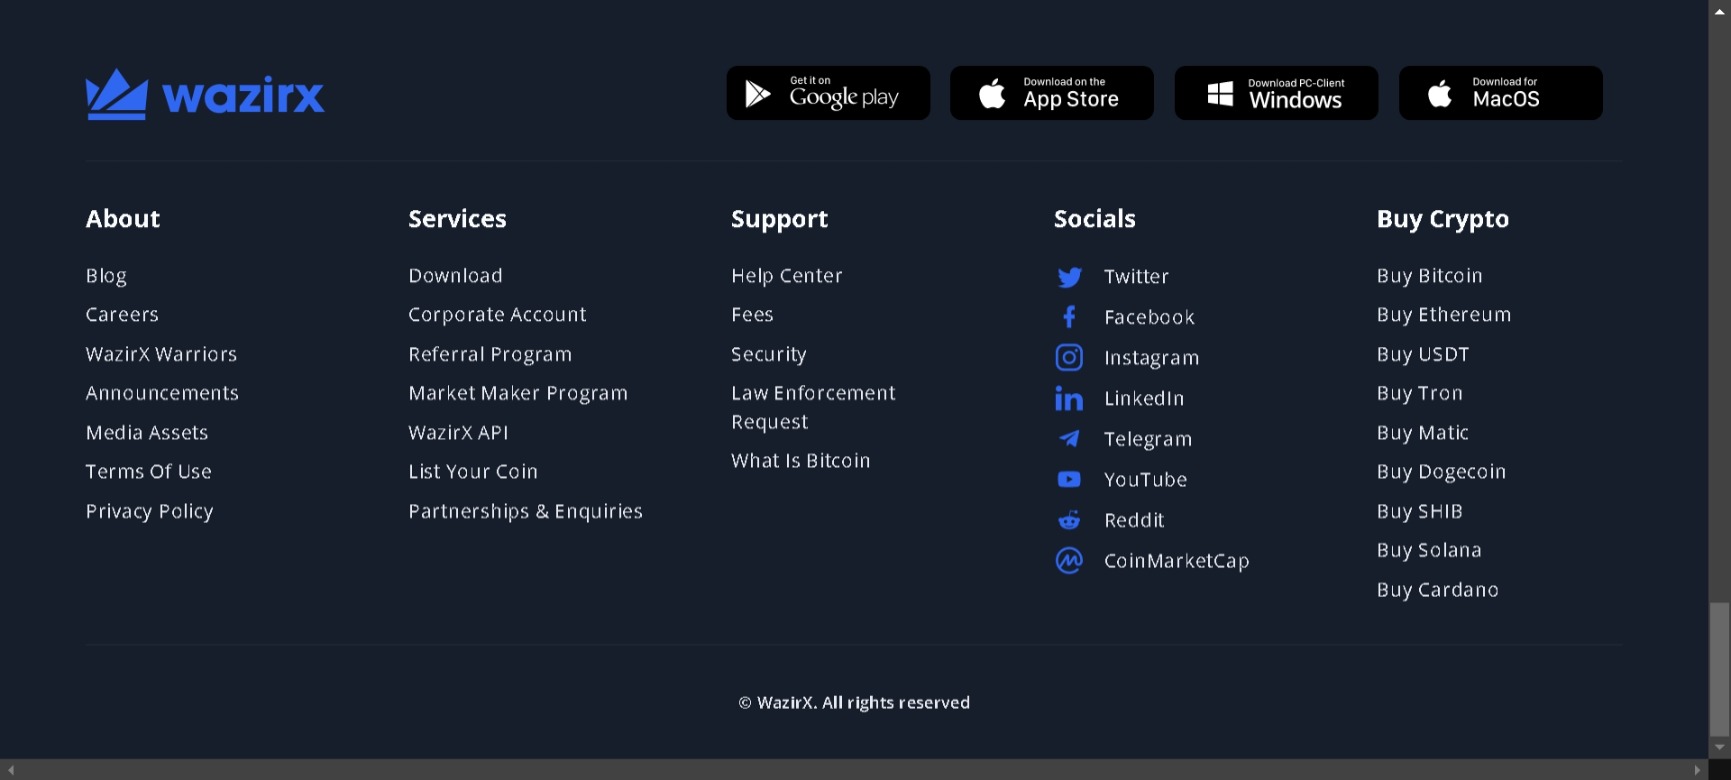 wazirx
Get it on
Google play
Download on the
App Store
Download PC-Client
Windows
Download for
MacOS
About
Blog
Careers
WazirX Warriors
Announcements
Media Assets
Terms Of Use
Privacy Policy
Services
Download
Corporate Account
Referral Program
Market Maker Program
WazirX API
List Your Coin
Partnerships & Enquiries
Support
Help Center
Fees
Security
Law Enforcement
Request
What Is Bitcoin
Socials
Twitter
Facebook
Instagram
LinkedIn
Telegram
YouTube
Reddit
CoinMarketCap
Buy Crypto
Buy Bitcoin
Buy Ethereum
Buy USDT
Buy Tron
Buy Matic
Buy Dogecoin
Buy SHIB
Buy Solana
Buy Cardano
© WazirX. All rights reserved